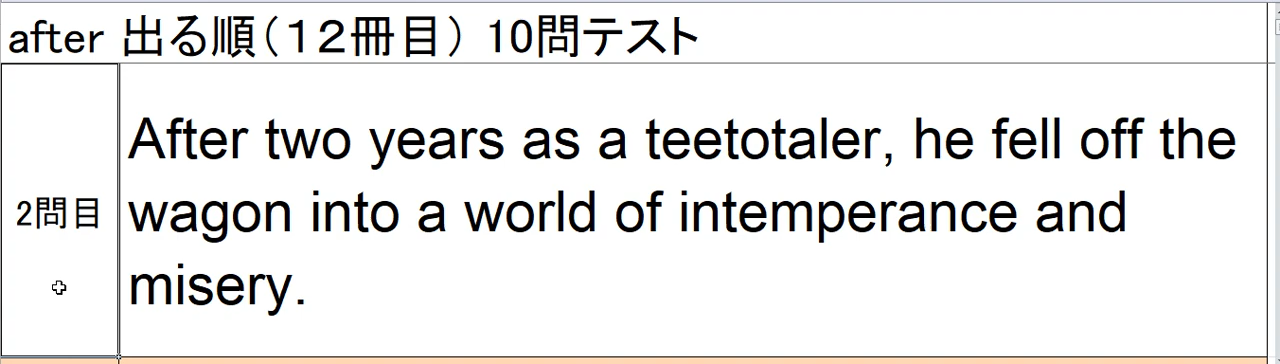 after 出る順（１２冊目） 10問テスト
After two years as a teetotaler, he fell off the
2問目
wagon into a world of intemperance and
misery.